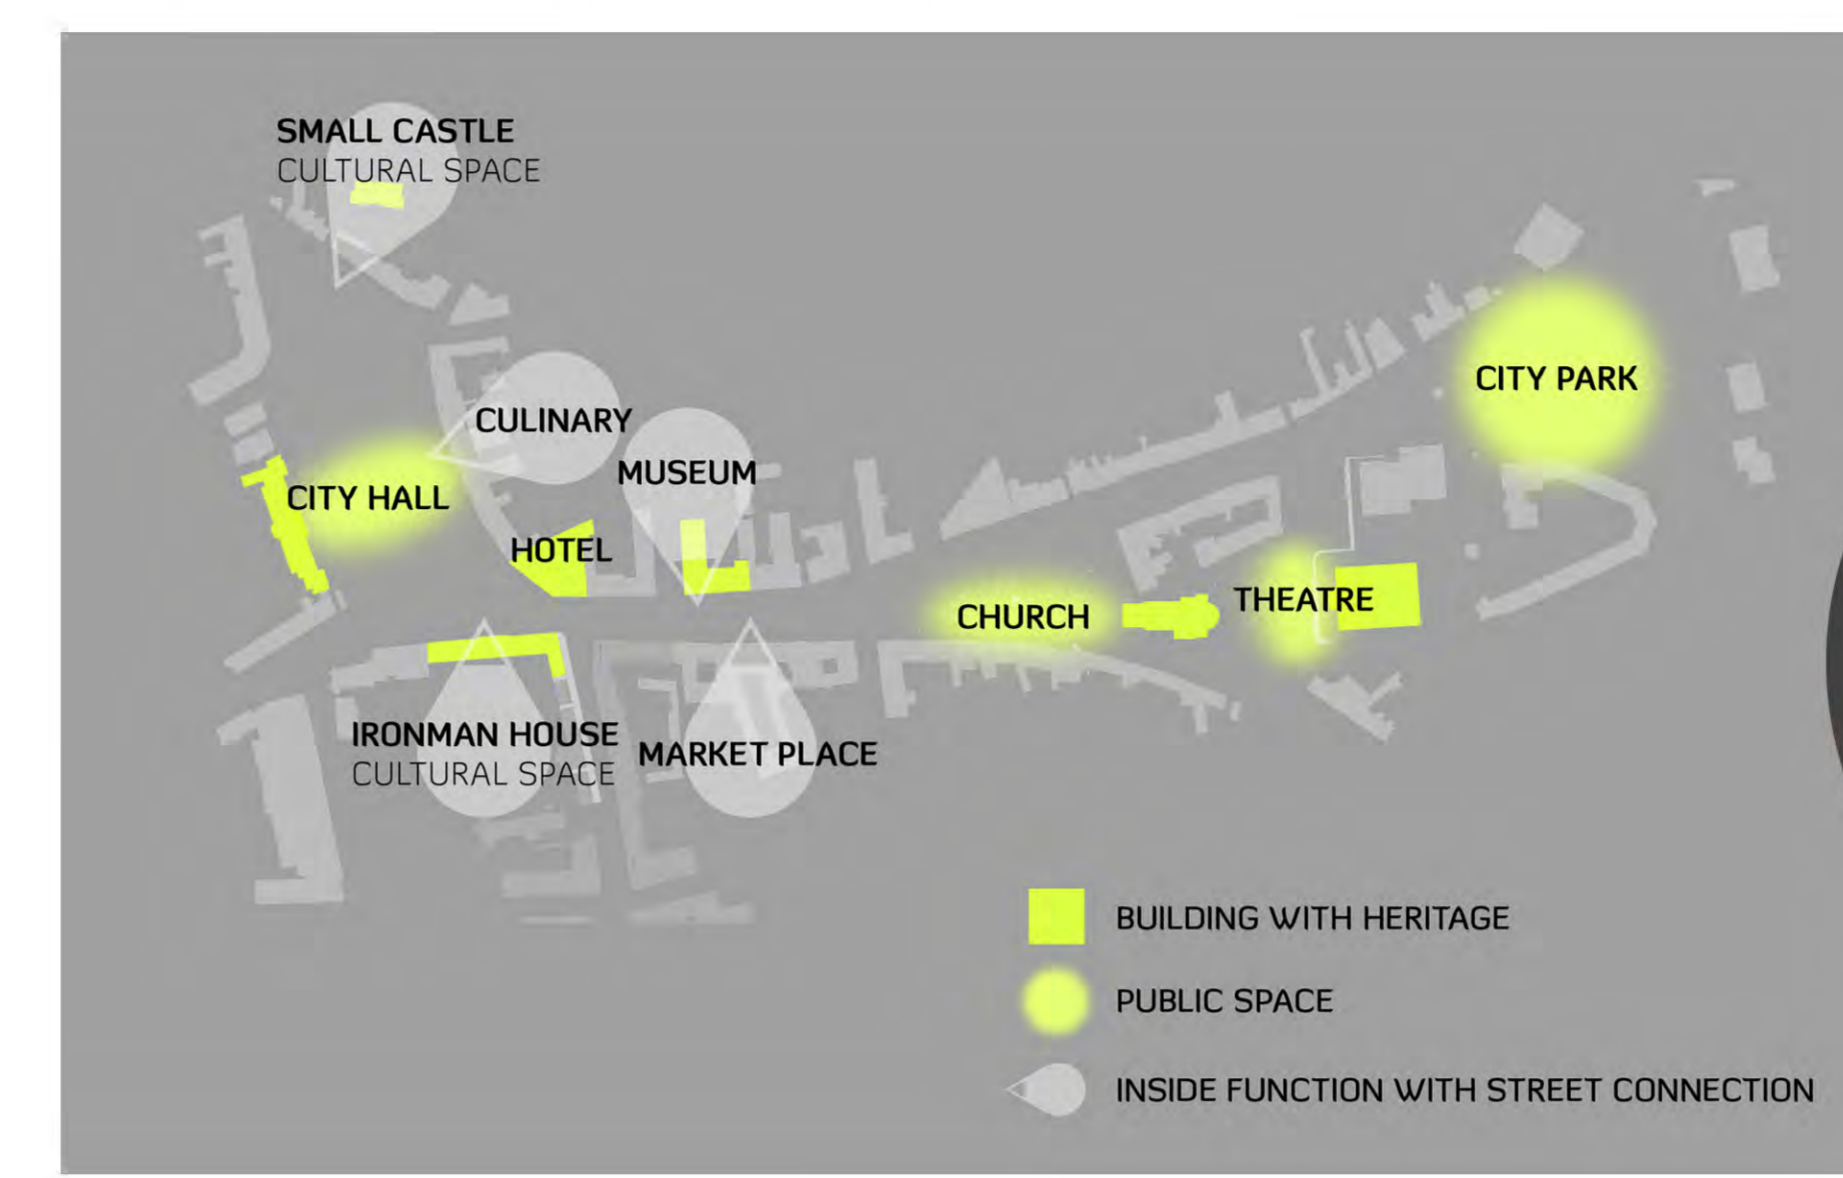 SMALL CASTLE
CULTURAL SPACE
CITY PARK
CULINARY
MUSEUM
CITY HALL
HOTEL
THEATRE
CHURCH
IRONMAN HOUSE
CULTURAL SPACE
MARKET PLACE
BUILDING WITH HERITAGE
PUBLIC SPACE
INSIDE FUNCTION WITH STREET CONNECTION